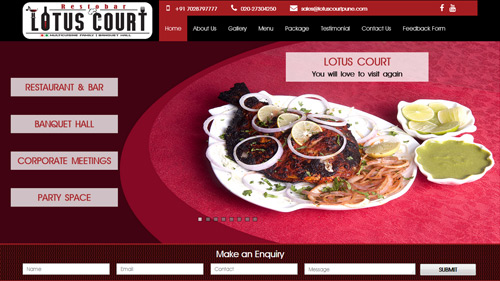 Restobar
LOTUS COURT
MULTICUISINE FAMILY | BANQUET HALL
+91 7028797777
020-27304250
sales@lotuscourtpune.com
Home
About Us
Gallery
Menu
Package
Testimonial
Contact Us
Feedback Form
LOTUS COURT
You will love to visit again
RESTAURANT & BAR
BANQUET HALL
CORPORATE MEETINGS
PARTY SPACE
Make an Enquiry
Name
Email
Contact
Message
SUBMIT